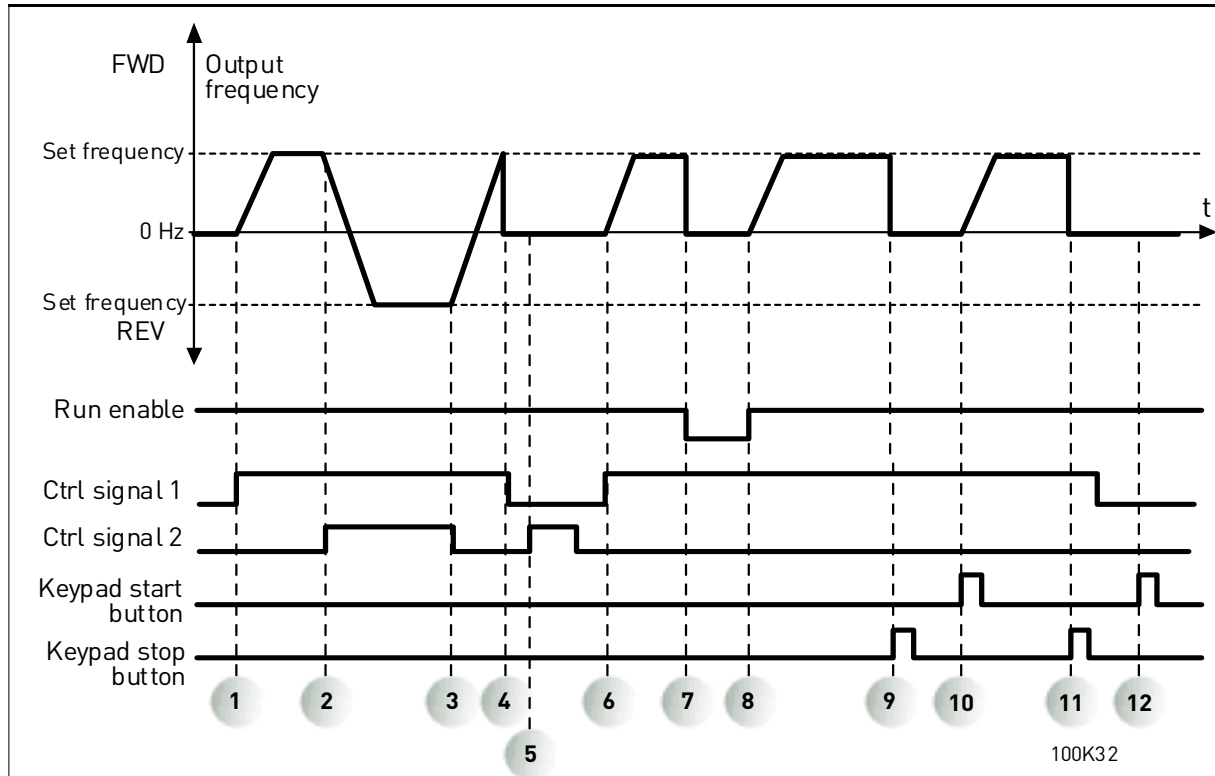 FWD
Output
frequency
Set frequency
0 Hz
t
Set frequency
REV
Run enable
Ctrl signal 1
Ctrl signal 2
Keypad start
button
Keypad stop
button
1 2 3 4 6 7 8 9 10 11 12
5
100K32